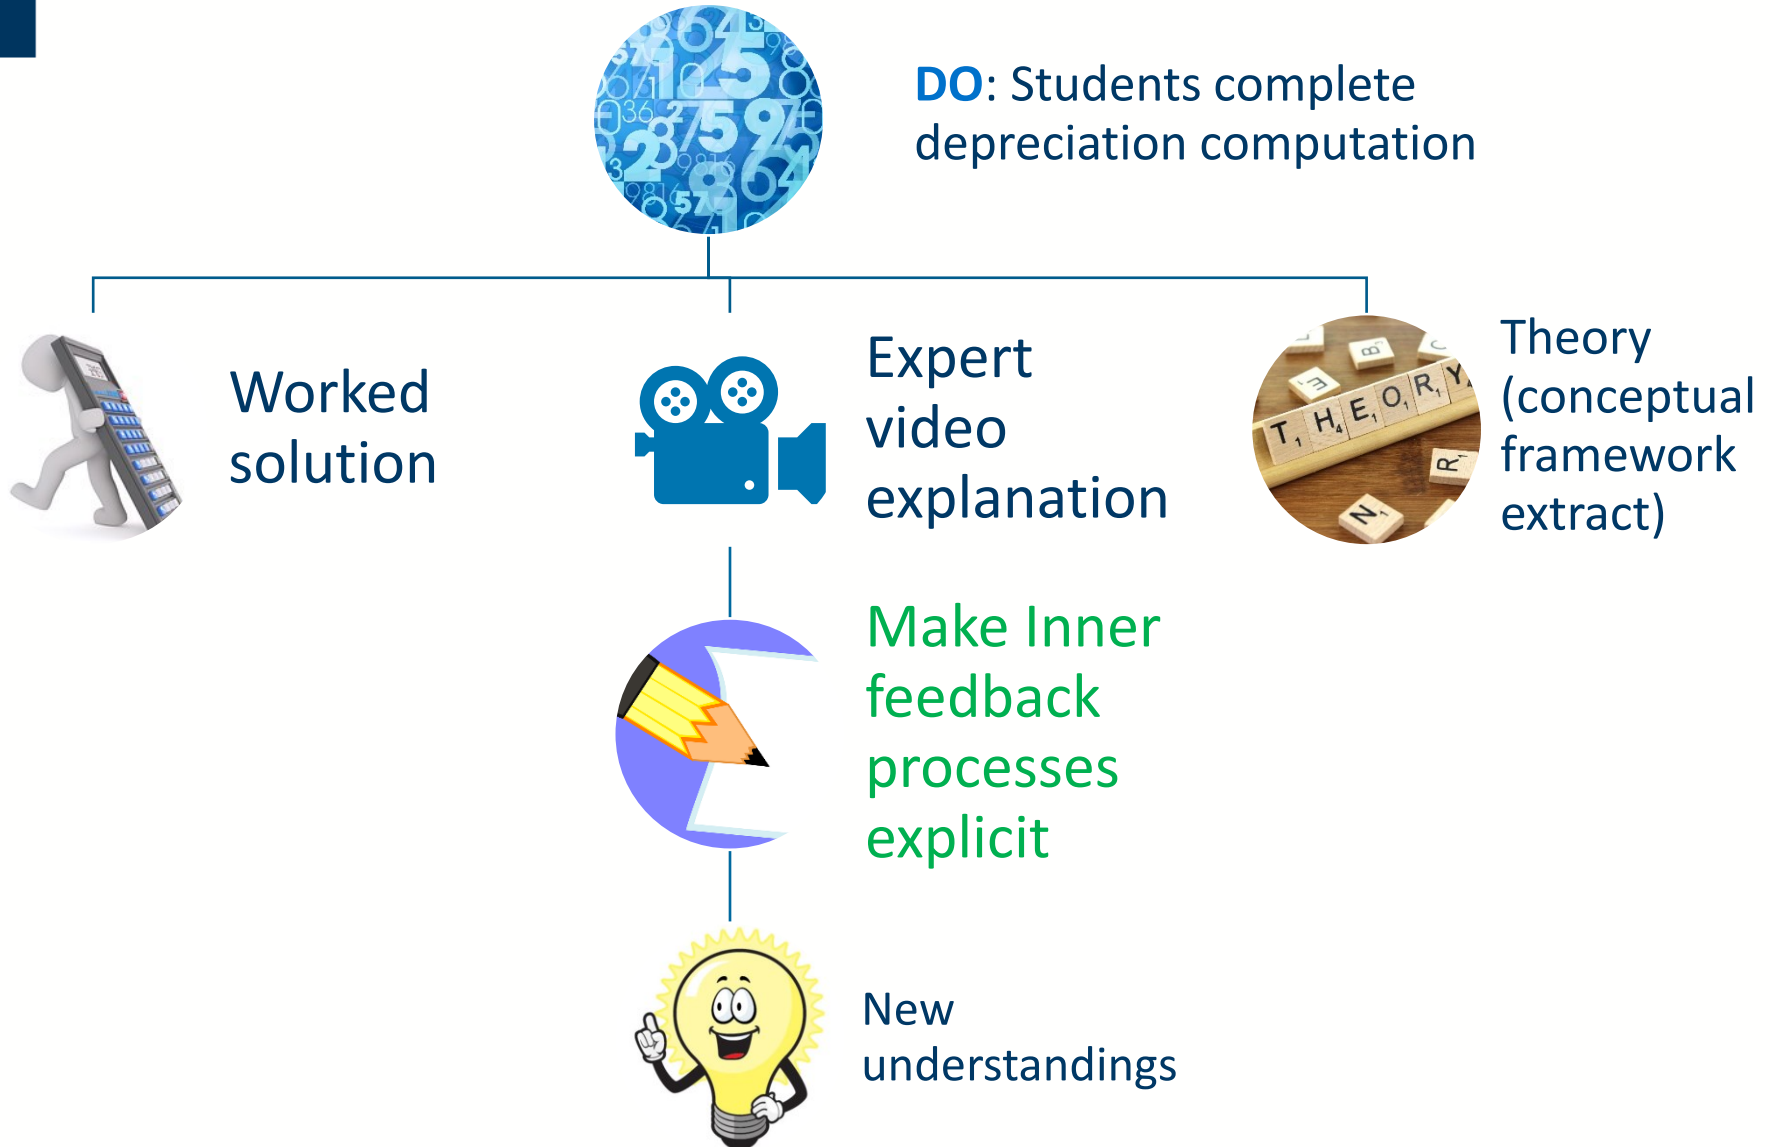 DO: Students complete
depreciation computation
Worked
solution
Expert
video
explanation
THEORY
Theory
(conceptual
framework
extract)
Make Inner
feedback
processes
explicit
New
understandings